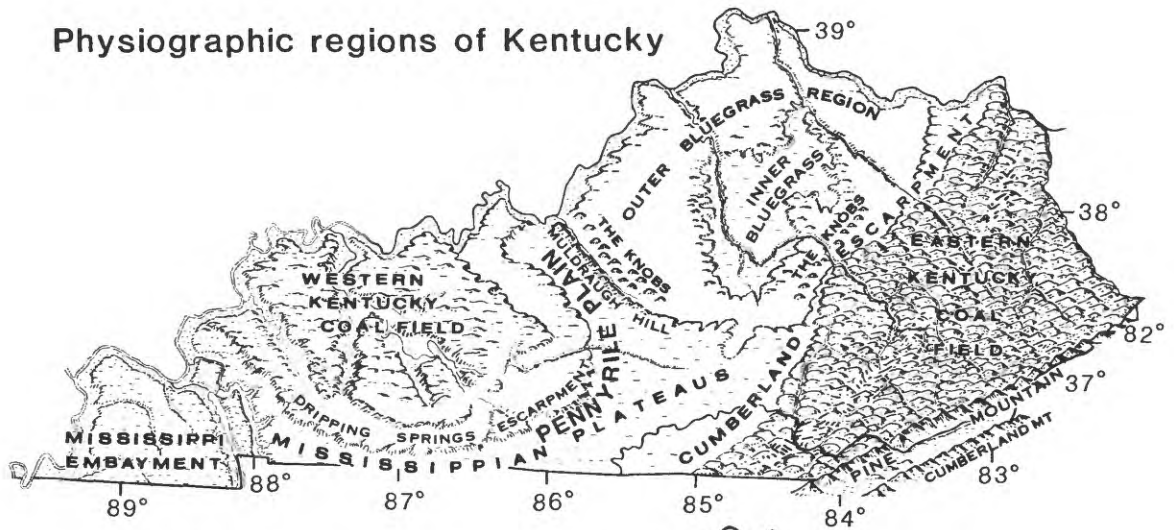 Physiographic regions of Kentucky
39°
OUTER BLUEGRASS REGION
INNER
BLUEGRASS
THE KNOBS
THE KNOBS
MULDRAUGH HILL
CUMBERLAND ESCARPMENT
38°
EASTERN
KENTUCKY
COAL
FIELD
WESTERN
KENTUCKY
COAL FIELD
PENNYRILE PLAIN
DRIPPING SPRINGS ESCARPMENT
MISSISSIPPIAN PLATEAUS
MISSISSIPPI
EMBAYMENT
PINE MOUNTAIN
CUMBERLAND MT
82°
37°
83°
89°
88°
87°
86°
85°
84°